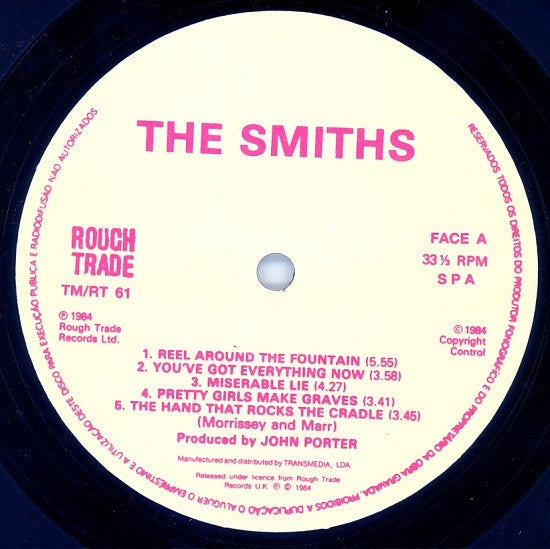 THE SMITHS
ROUGH
TRADE
TM/RT 61
℗ 1984
Rough Trade
Records Ltd.
FACE A
33 ⅓ RPM
S P A
© 1984
Copyright
Control
1. REEL AROUND THE FOUNTAIN (5.55)
2. YOU'VE GOT EVERYTHING NOW (3.58)
3. MISERABLE LIE (4.27)
4. PRETTY GIRLS MAKE GRAVES (3.41)
5. THE HAND THAT ROCKS THE CRADLE (3.45)
(Morrissey and Marr)
Produced by JOHN PORTER
Manufactured and distributed by TRANSMEDIA, LDA.
Released under licence from Rough Trade
Records U.K ℗ © 1984
RESERVADOS TODOS OS DIREITOS DO PRODUTOR FONOGRÁFICO E DO PROPRIETÁRIO DA OBRA GRAVADA, PROIBIDOS A DUPLICAÇÃO O ALUGUER O EMPRÉSTIMO E A UTILIZAÇÃO DESTE DISCO PARA EXECUÇÃO PUBLICA E RADIODIFUSÃO NÃO AUTORIZADOS.